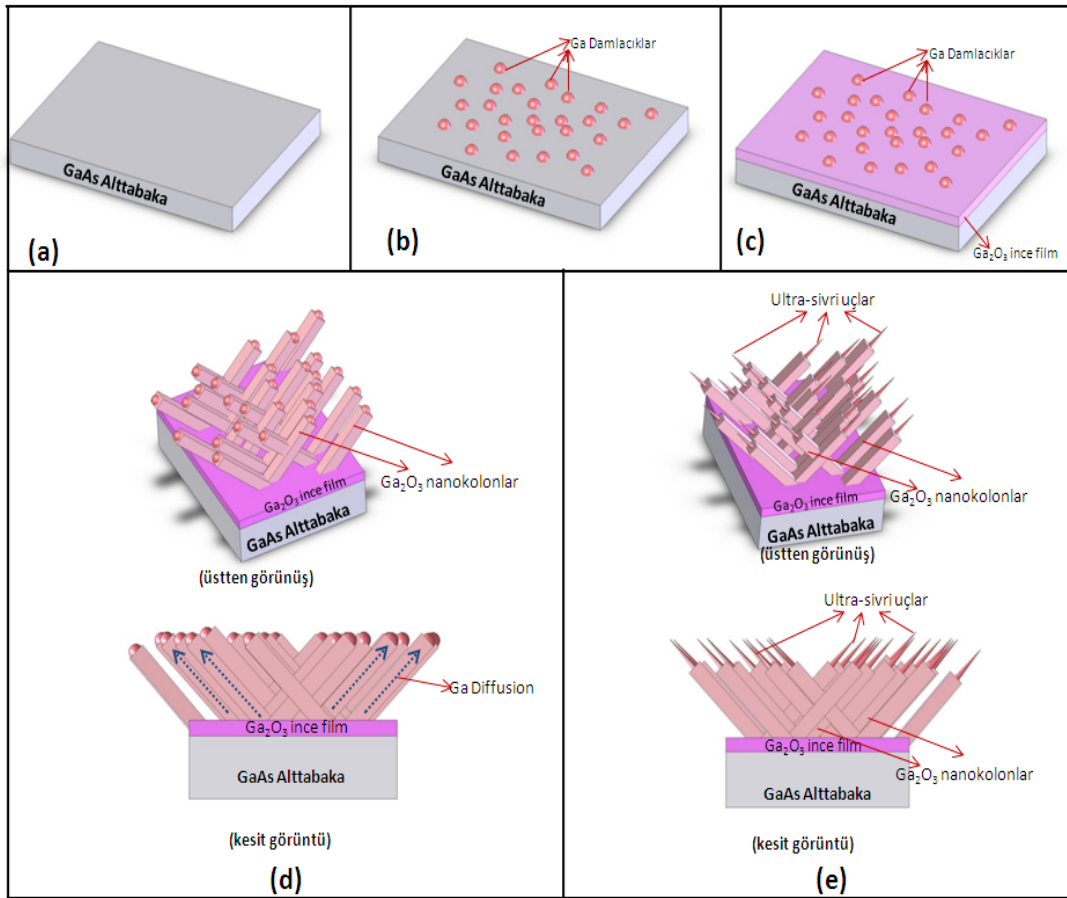 GaAs Alttabaka
(a)
Ga Damlacıklar
GaAs Alttabaka
(b)
Ga Damlacıklar
GaAs Alttabaka
(c)
Ga₂O₃ ince film
Ga₂O₃ nanokolonlar
Ga₂O₃ ince film
GaAs Alttabaka
(üstten görünüş)
Ga Diffusion
Ga₂O₃ ince film
GaAs Alttabaka
(kesit görüntü)
(d)
Ultra-sivri uçlar
Ga₂O₃ nanokolonlar
Ga₂O₃ ince film
GaAs Alttabaka
(üstten görünüş)
Ultra-sivri uçlar
Ga₂O₃ ince film
Ga₂O₃ nanokolonlar
GaAs Alttabaka
(kesit görüntü)
(e)